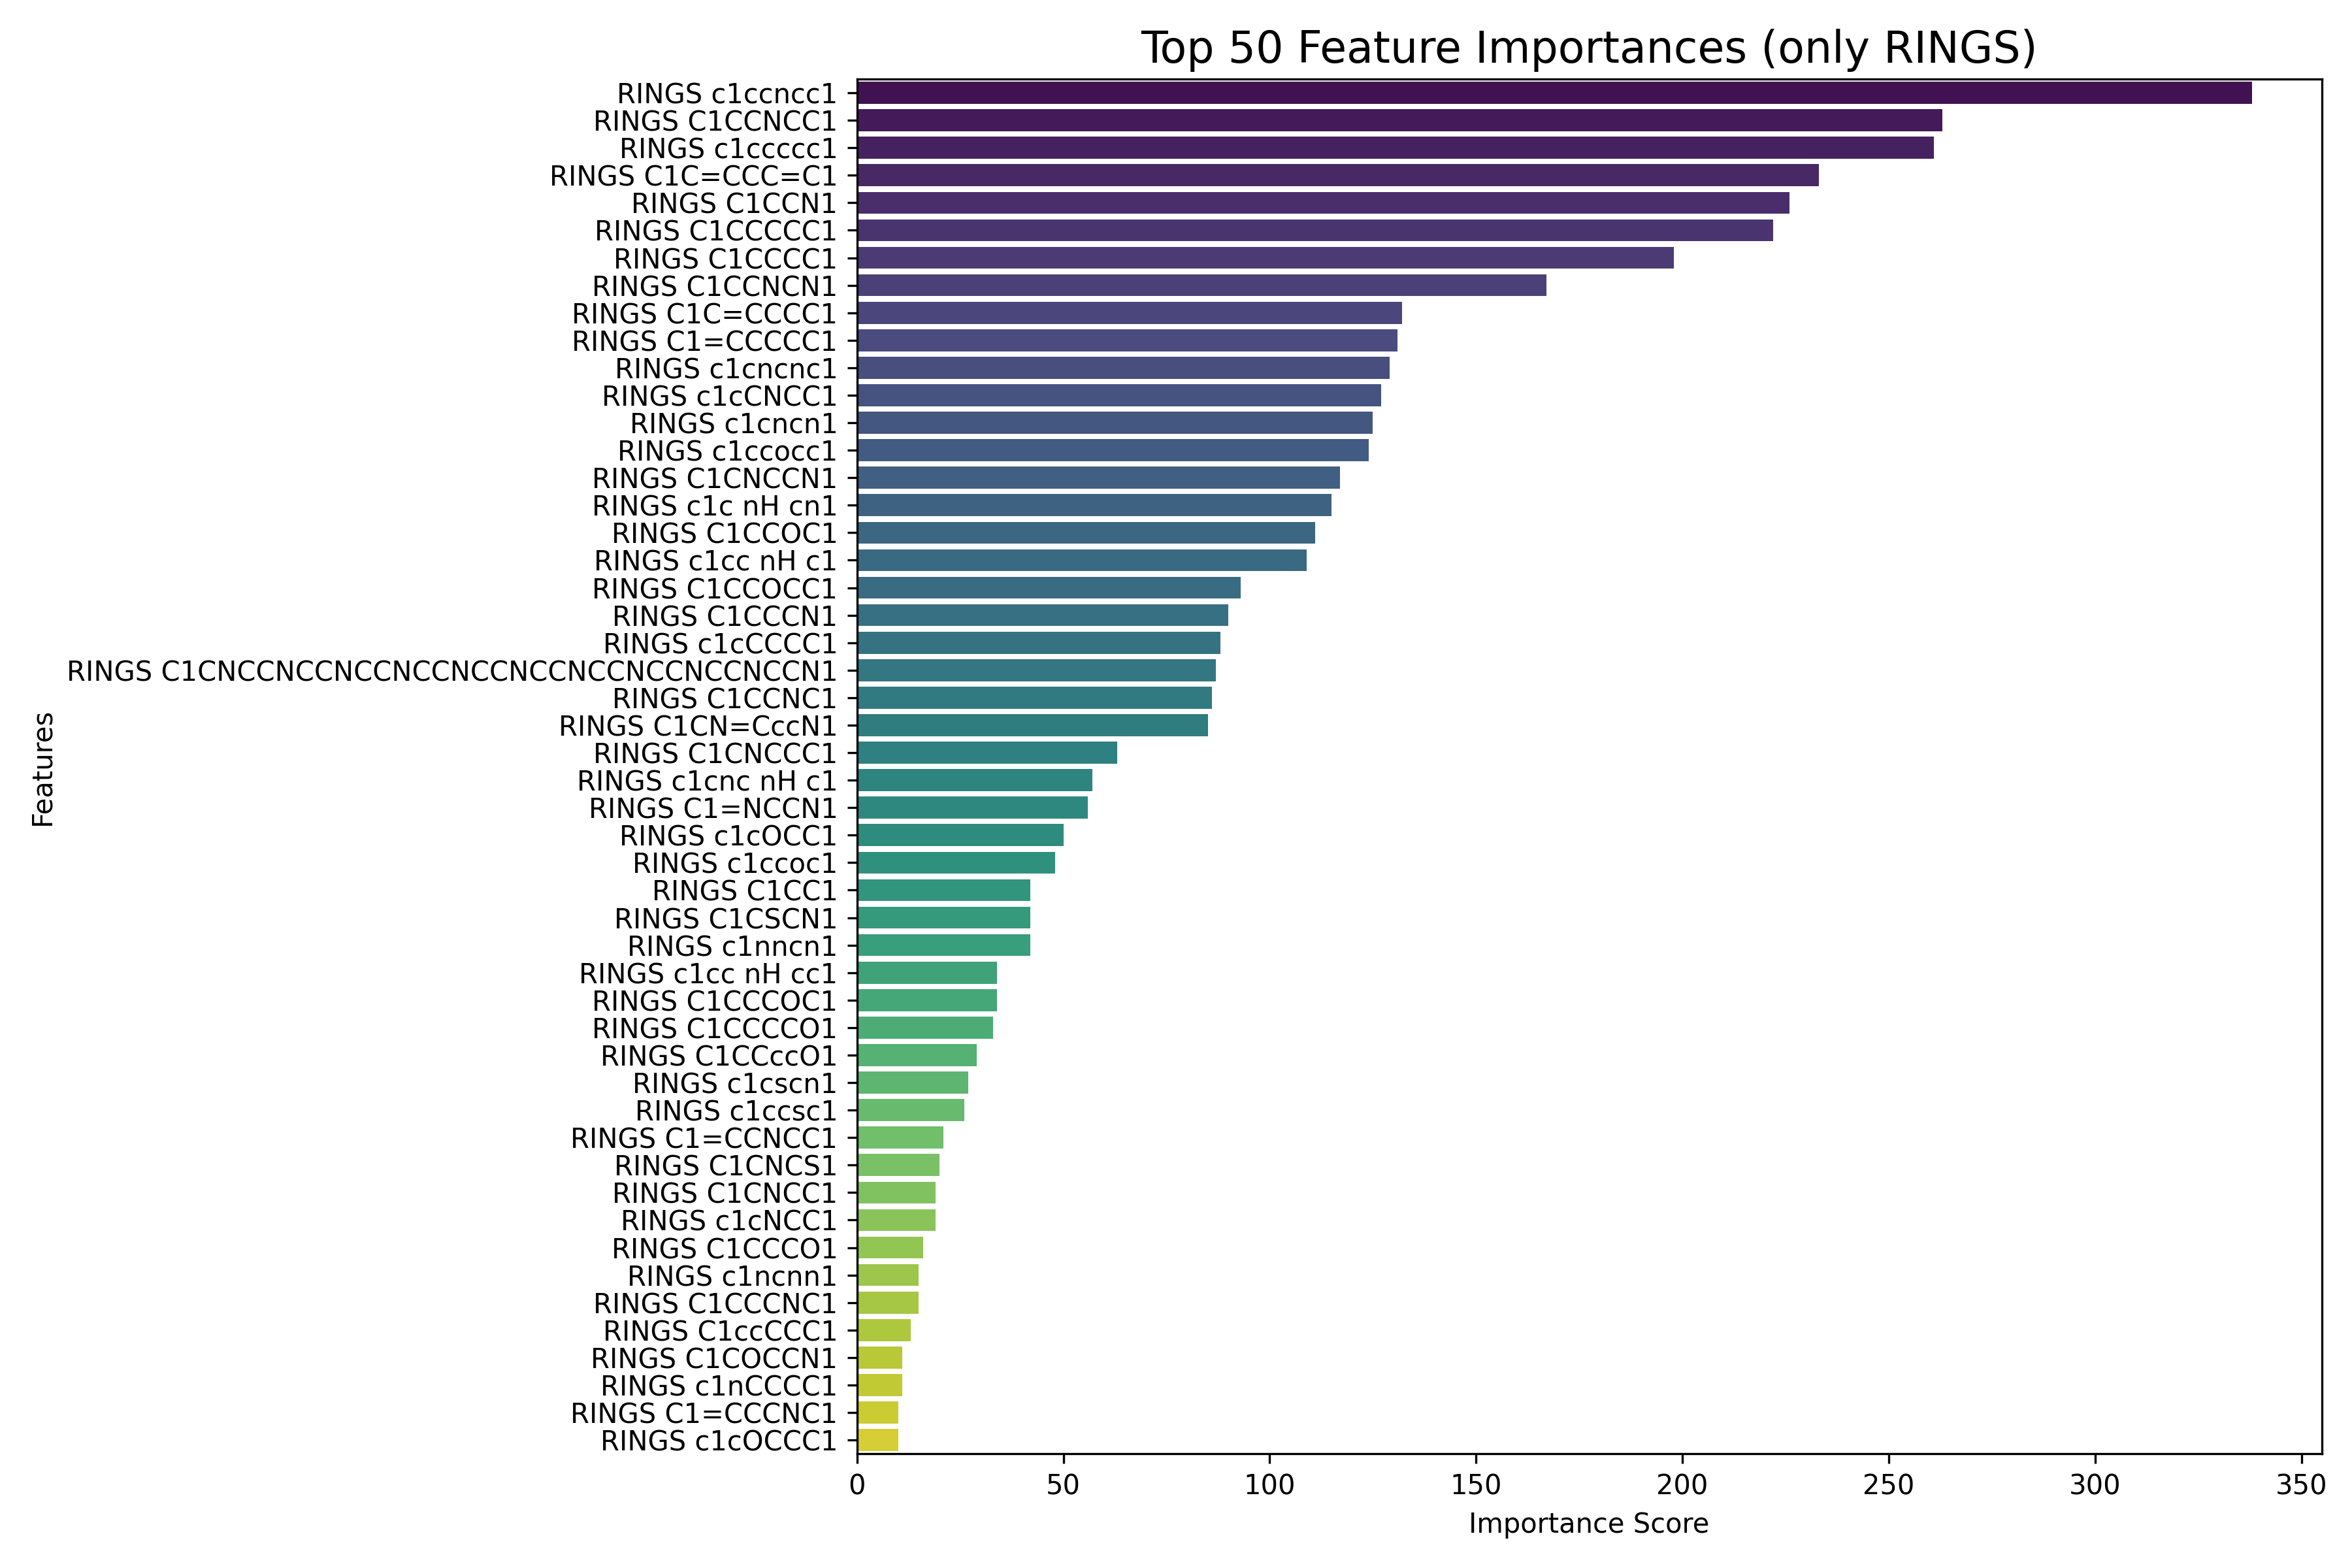 Top 50 Feature Importances (only RINGS)
RINGS c1ccncc1
RINGS C1CCNCC1
RINGS c1ccccc1
RINGS C1C=CCC=C1
RINGS C1CCN1
RINGS C1CCCCC1
RINGS C1CCCC1
RINGS C1CCNCN1
RINGS C1C=CCCC1
RINGS C1=CCCCC1
RINGS c1cncnc1
RINGS c1cCNCC1
RINGS c1cncn1
RINGS c1ccocc1
RINGS C1CNCCN1
RINGS c1c nH cn1
RINGS C1CCOC1
RINGS c1cc nH c1
RINGS C1CCOCC1
RINGS C1CCCN1
RINGS c1cCCCC1
RINGS C1CNCCNCCNCCNCCNCCNCCNCCNCCNCCNCCN1
RINGS C1CCNC1
RINGS C1CN=CccN1
RINGS C1CNCCC1
RINGS c1cnc nH c1
RINGS C1=NCCN1
RINGS c1cOCC1
RINGS c1ccoc1
RINGS C1CC1
RINGS C1CSCN1
RINGS c1nncn1
RINGS c1cc nH cc1
RINGS C1CCCOC1
RINGS C1CCCCO1
RINGS C1CCccO1
RINGS c1cscn1
RINGS c1ccsc1
RINGS C1=CCNCC1
RINGS C1CNCS1
RINGS C1CNCC1
RINGS c1cNCC1
RINGS C1CCCO1
RINGS c1ncnn1
RINGS C1CCCNC1
RINGS C1ccCCC1
RINGS C1COCCN1
RINGS c1nCCCC1
RINGS C1=CCCNC1
RINGS c1cOCCC1
Features
0 50 100 150 200 250 300 350
Importance Score